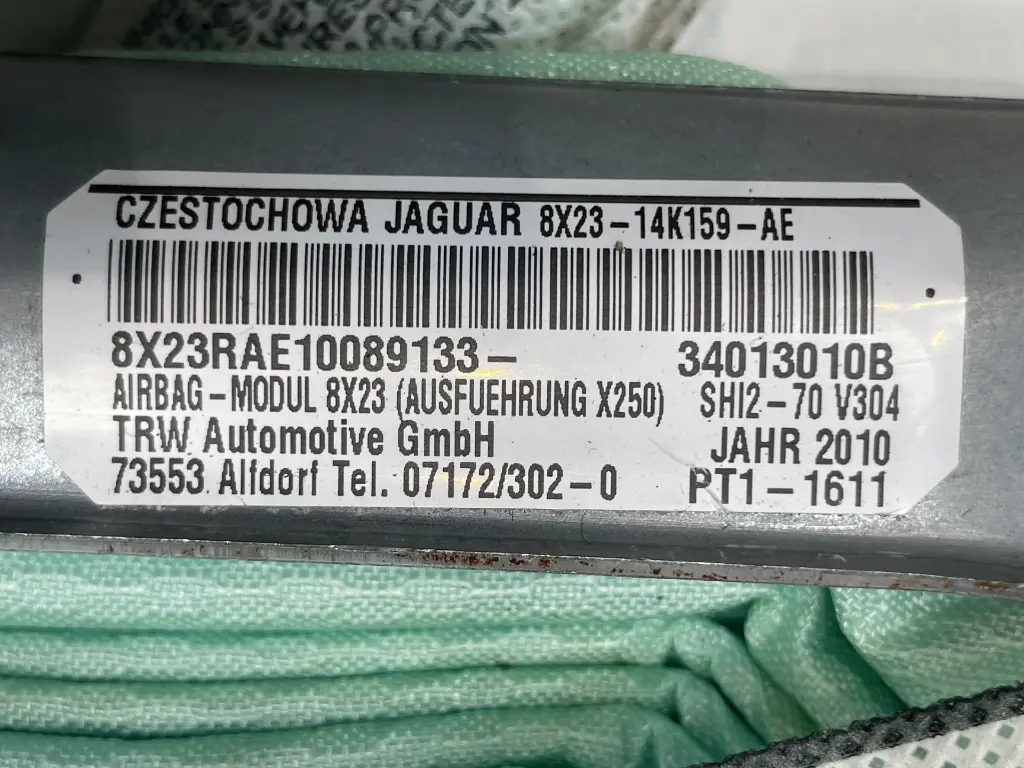 CZESTOCHOWA JAGUAR 8X23-14K159-AE
8X23RAE10089133- 34013010B
AIRBAG-MODUL 8X23 (AUSFUEHRUNG X250) SHI2-70 V304
TRW Automotive GmbH JAHR 2010
73553 Alfdorf Tel. 07172/302-0 PT1-1611